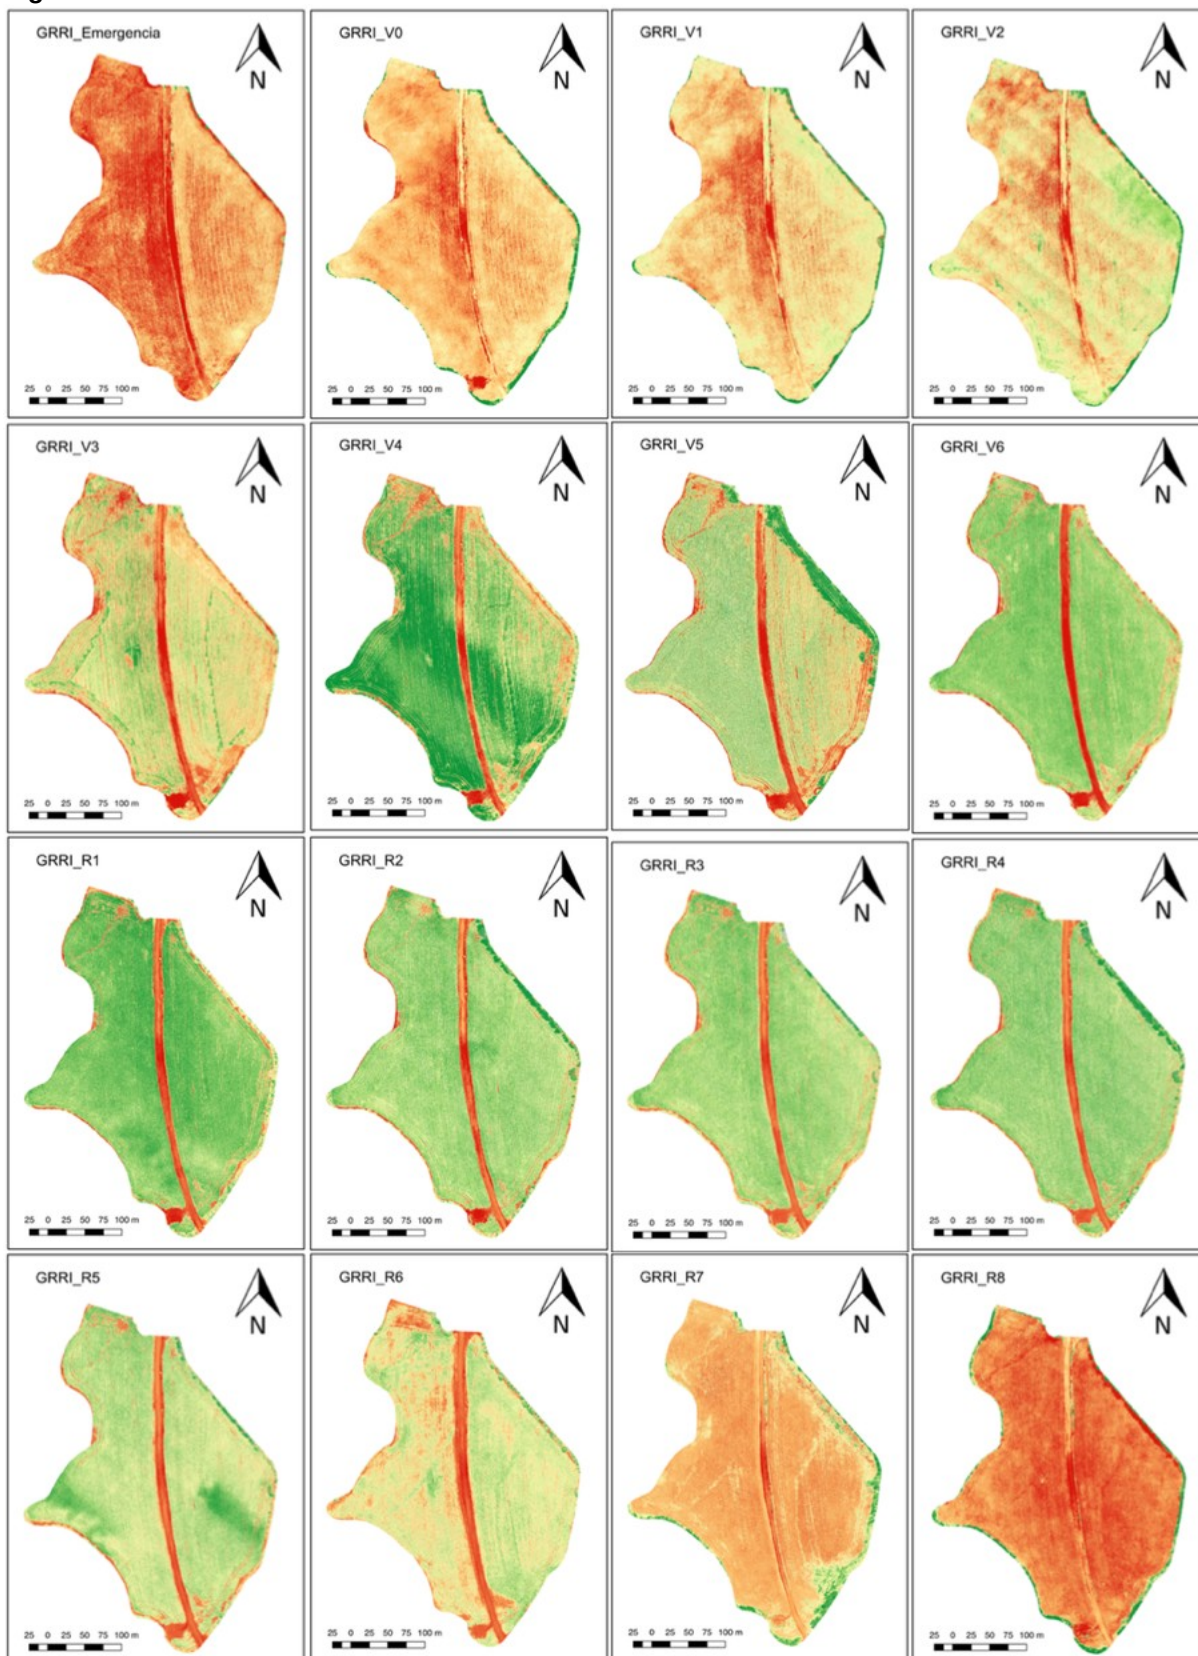 GRRI_Emergencia
N
25 0 25 50 75 100 m
GRRI_V0
N
25 0 25 50 75 100 m
GRRI_V1
N
25 0 25 50 75 100 m
GRRI_V2
N
25 0 25 50 75 100 m
GRRI_V3
N
25 0 25 50 75 100 m
GRRI_V4
N
25 0 25 50 75 100 m
GRRI_V5
N
25 0 25 50 75 100 m
GRRI_V6
N
25 0 25 50 75 100 m
GRRI_R1
N
25 0 25 50 75 100 m
GRRI_R2
N
25 0 25 50 75 100 m
GRRI_R3
N
25 0 25 50 75 100 m
GRRI_R4
N
25 0 25 50 75 100 m
GRRI_R5
N
25 0 25 50 75 100 m
GRRI_R6
N
25 0 25 50 75 100 m
GRRI_R7
N
25 0 25 50 75 100 m
GRRI_R8
N
25 0 25 50 75 100 m